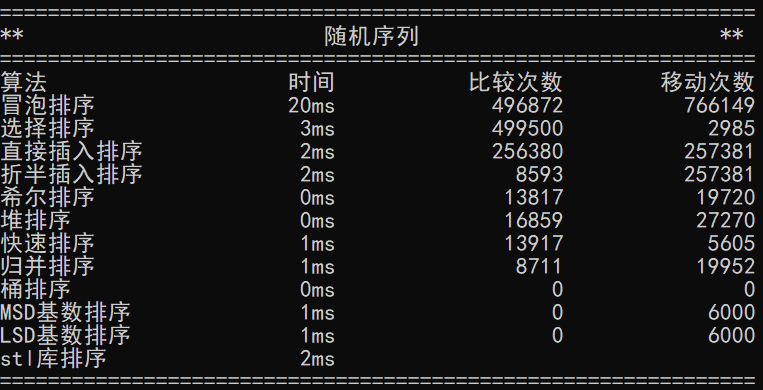 ================================================================
** 随机序列 **
================================================================
算法 时间 比较次数 移动次数
冒泡排序 20ms 496872 766149
选择排序 3ms 499500 2985
直接插入排序 2ms 256380 257381
折半插入排序 2ms 8593 257381
希尔排序 0ms 13817 19720
堆排序 0ms 16859 27270
快速排序 1ms 13917 5605
归并排序 1ms 8711 19952
桶排序 0ms 0 0
MSD基数排序 1ms 0 6000
LSD基数排序 1ms 0 6000
stl库排序 2ms
================================================================